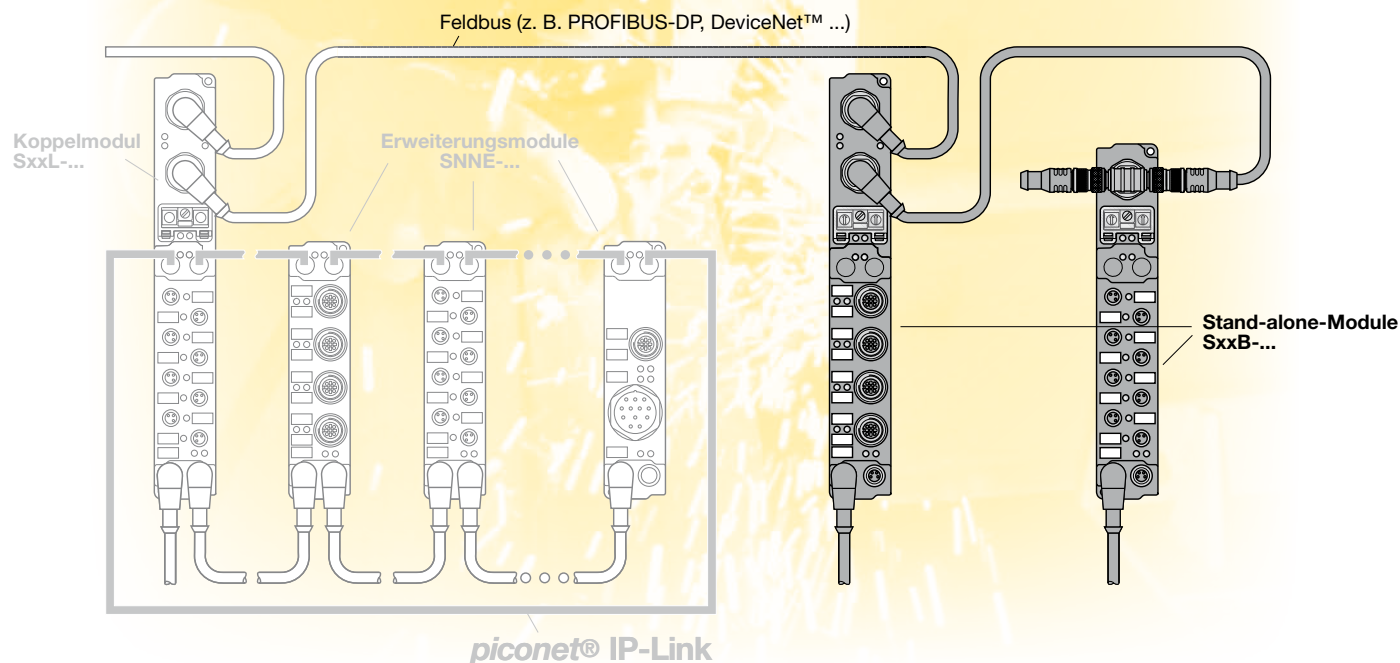 Feldbus (z. B. PROFIBUS-DP, DeviceNet™ ...)
Koppelmodul
SxxL-...
Erweiterungsmodule
SNNE-...
Stand-alone-Module
SxxB-...
piconet® IP-Link